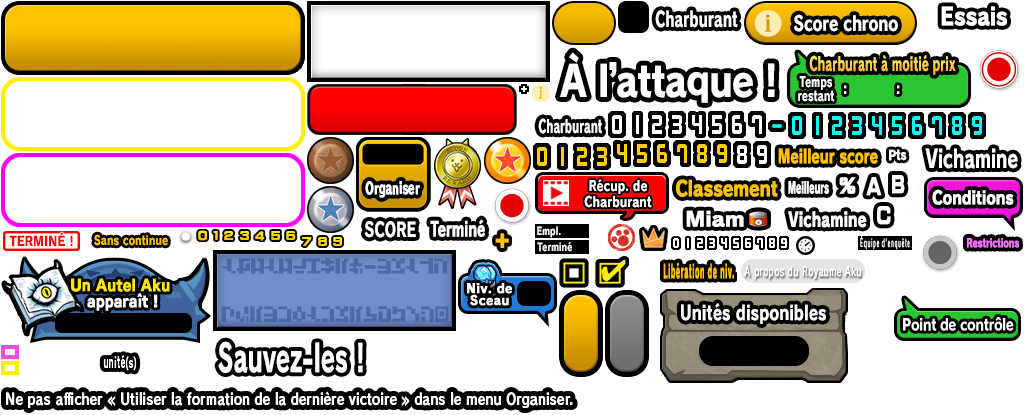 Charburant
Score chrono
Essais
À l'attaque !
Charburant à moitié prix
Temps
restant : :
Charburant 01234567-0123456789
0123456789
89
Meilleur score
Pts
Vichamine
Organiser
Récup. de
Charburant
Classement
Meilleurs
% A B
Conditions
Miam
Vichamine C
SCORE
Terminé
TERMINÉ !
Sans continue
0123456
789
Empl.
Terminé
0123456789
Équipe d'enquête
Restrictions
Un Autel Aku
apparaît !
Niv. de
Sceau
Libération de niv.
À propos du Royaume Aku
Unités disponibles
Point de contrôle
unité(s)
Sauvez-les !
Ne pas afficher « Utiliser la formation de la dernière victoire » dans le menu Organiser.